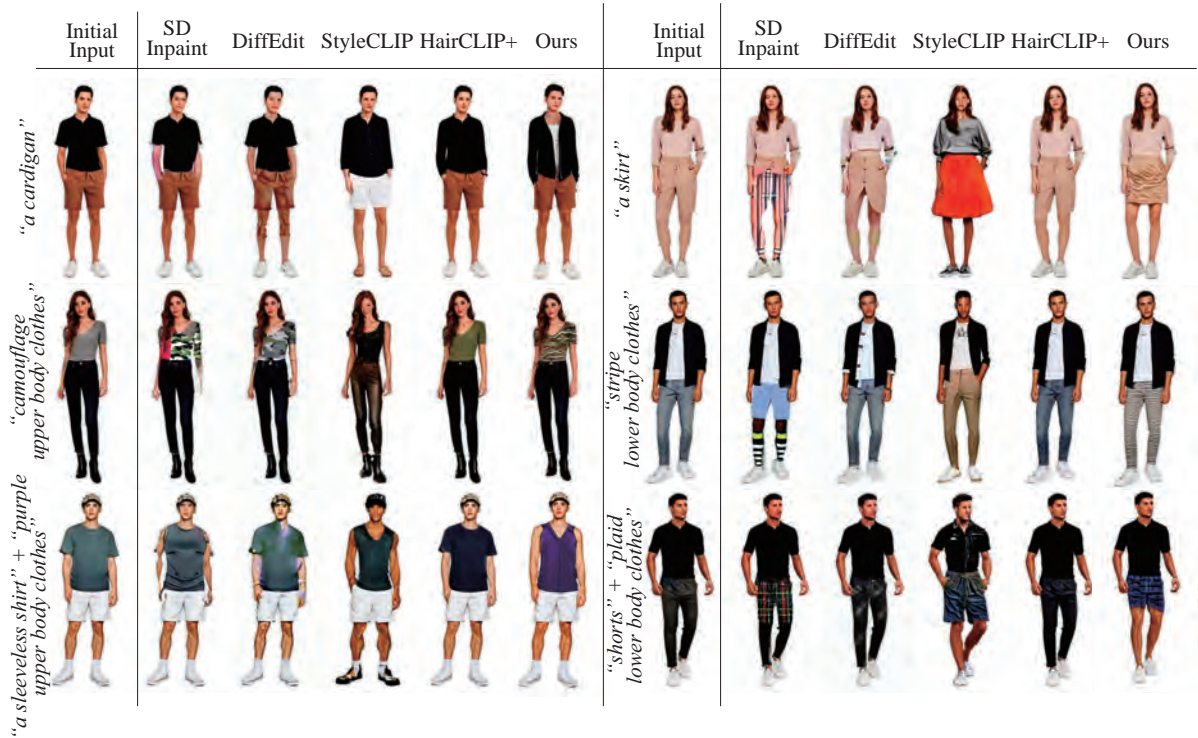 Initial Input
SD Inpaint
DiffEdit
StyleCLIP
HairCLIP+
Ours
Initial Input
SD Inpaint
DiffEdit
StyleCLIP
HairCLIP+
Ours
“a cardigan”
“a skirt”
“camouflage
upper body clothes”
“stripe
lower body clothes”
“a sleeveless shirt” + “purple
upper body clothes”
“shorts” + “plaid
lower body clothes”